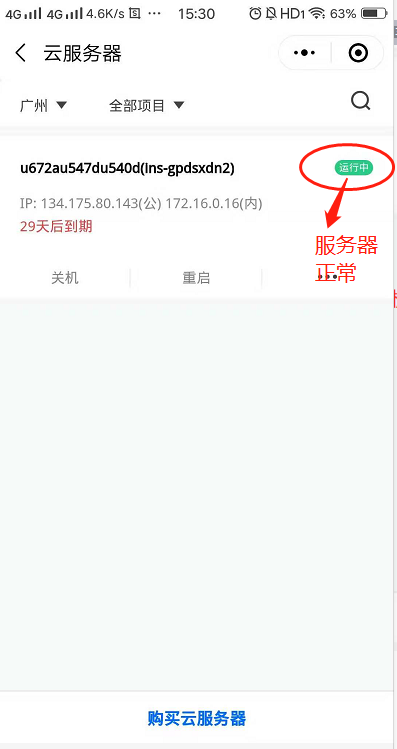 4G 4G 4.6K/s ··· 15:30 HD1 63%
云服务器
广州 全部项目
u672au547du540d(Ins-gpdsxdn2) 运行中
IP: 134.175.80.143(公) 172.16.0.16(内)
29天后到期
服务器
正常
关机 重启 •••
购买云服务器